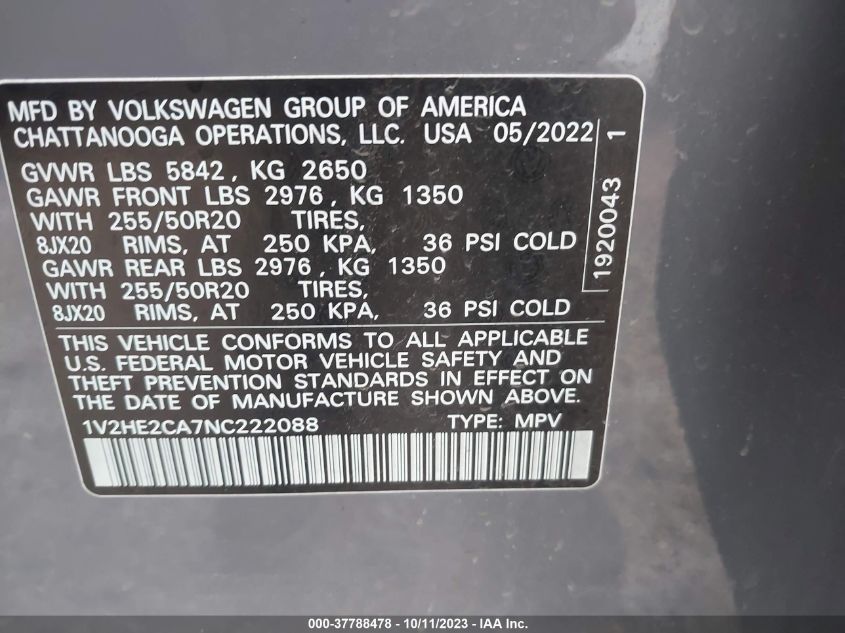 MFD BY VOLKSWAGEN GROUP OF AMERICA
CHATTANOOGA OPERATIONS, LLC. USA 05/2022
GVWR LBS 5842, KG 2650
GAWR FRONT LBS 2976, KG 1350
WITH 255/50R20 TIRES,
8JX20 RIMS, AT 250 KPA, 36 PSI COLD
GAWR REAR LBS 2976, KG 1350
WITH 255/50R20 TIRES,
8JX20 RIMS, AT 250 KPA, 36 PSI COLD
1920043 1
THIS VEHICLE CONFORMS TO ALL APPLICABLE
U.S. FEDERAL MOTOR VEHICLE SAFETY AND
THEFT PREVENTION STANDARDS IN EFFECT ON
THE DATE OF MANUFACTURE SHOWN ABOVE.
1V2HE2CA7NC222088 TYPE: MPV
000-37788478 - 10/11/2023 - IAA Inc.